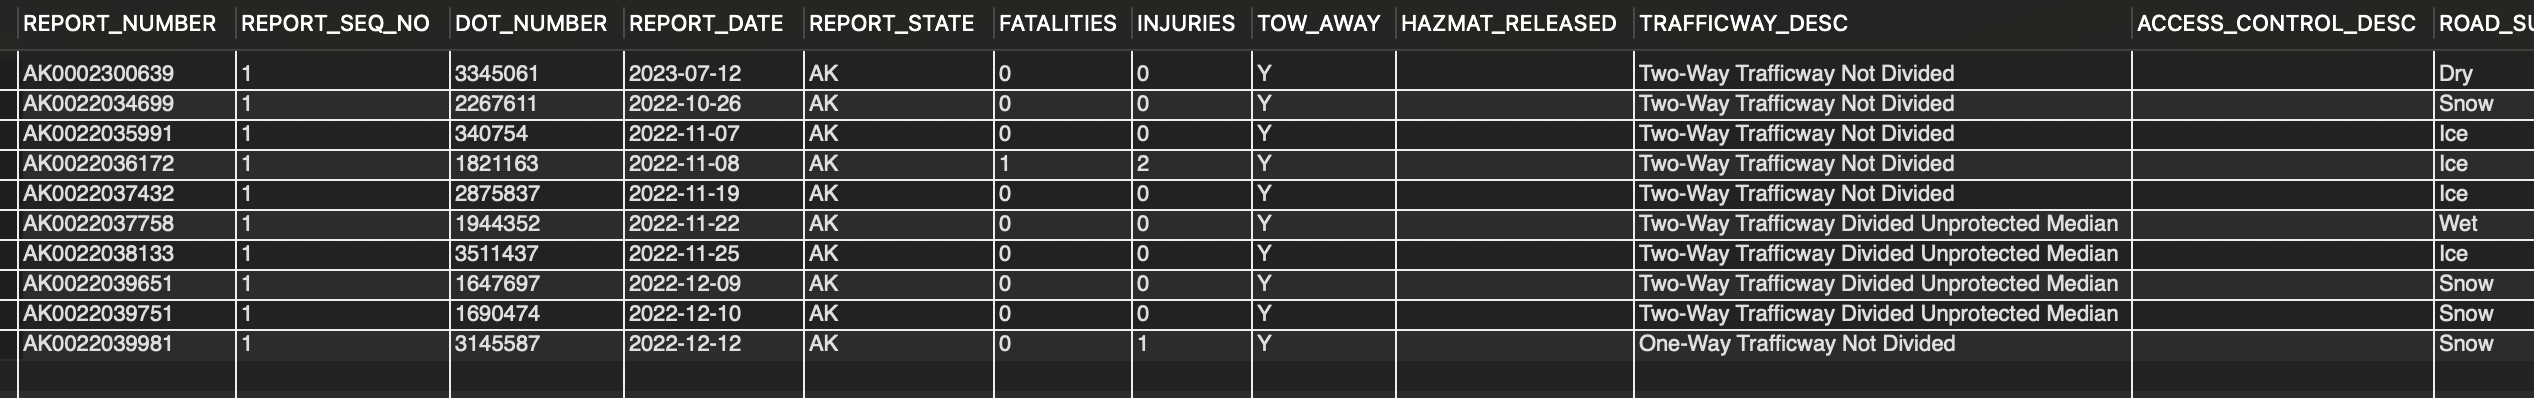 REPORT_NUMBER REPORT_SEQ_NO DOT_NUMBER REPORT_DATE REPORT_STATE FATALITIES INJURIES TOW_AWAY HAZMAT_RELEASED TRAFFICWAY_DESC ACCESS_CONTROL_DESC ROAD_SU
AK0002300639 1 3345061 2023-07-12 AK 0 0 Y Two-Way Trafficway Not Divided Dry
AK0022034699 1 2267611 2022-10-26 AK 0 0 Y Two-Way Trafficway Not Divided Snow
AK0022035991 1 340754 2022-11-07 AK 0 0 Y Two-Way Trafficway Not Divided Ice
AK0022036172 1 1821163 2022-11-08 AK 1 2 Y Two-Way Trafficway Not Divided Ice
AK0022037432 1 2875837 2022-11-19 AK 0 0 Y Two-Way Trafficway Not Divided Ice
AK0022037758 1 1944352 2022-11-22 AK 0 0 Y Two-Way Trafficway Divided Unprotected Median Wet
AK0022038133 1 3511437 2022-11-25 AK 0 0 Y Two-Way Trafficway Divided Unprotected Median Ice
AK0022039651 1 1647697 2022-12-09 AK 0 0 Y Two-Way Trafficway Divided Unprotected Median Snow
AK0022039751 1 1690474 2022-12-10 AK 0 0 Y Two-Way Trafficway Divided Unprotected Median Snow
AK0022039981 1 3145587 2022-12-12 AK 0 1 Y One-Way Trafficway Not Divided Snow